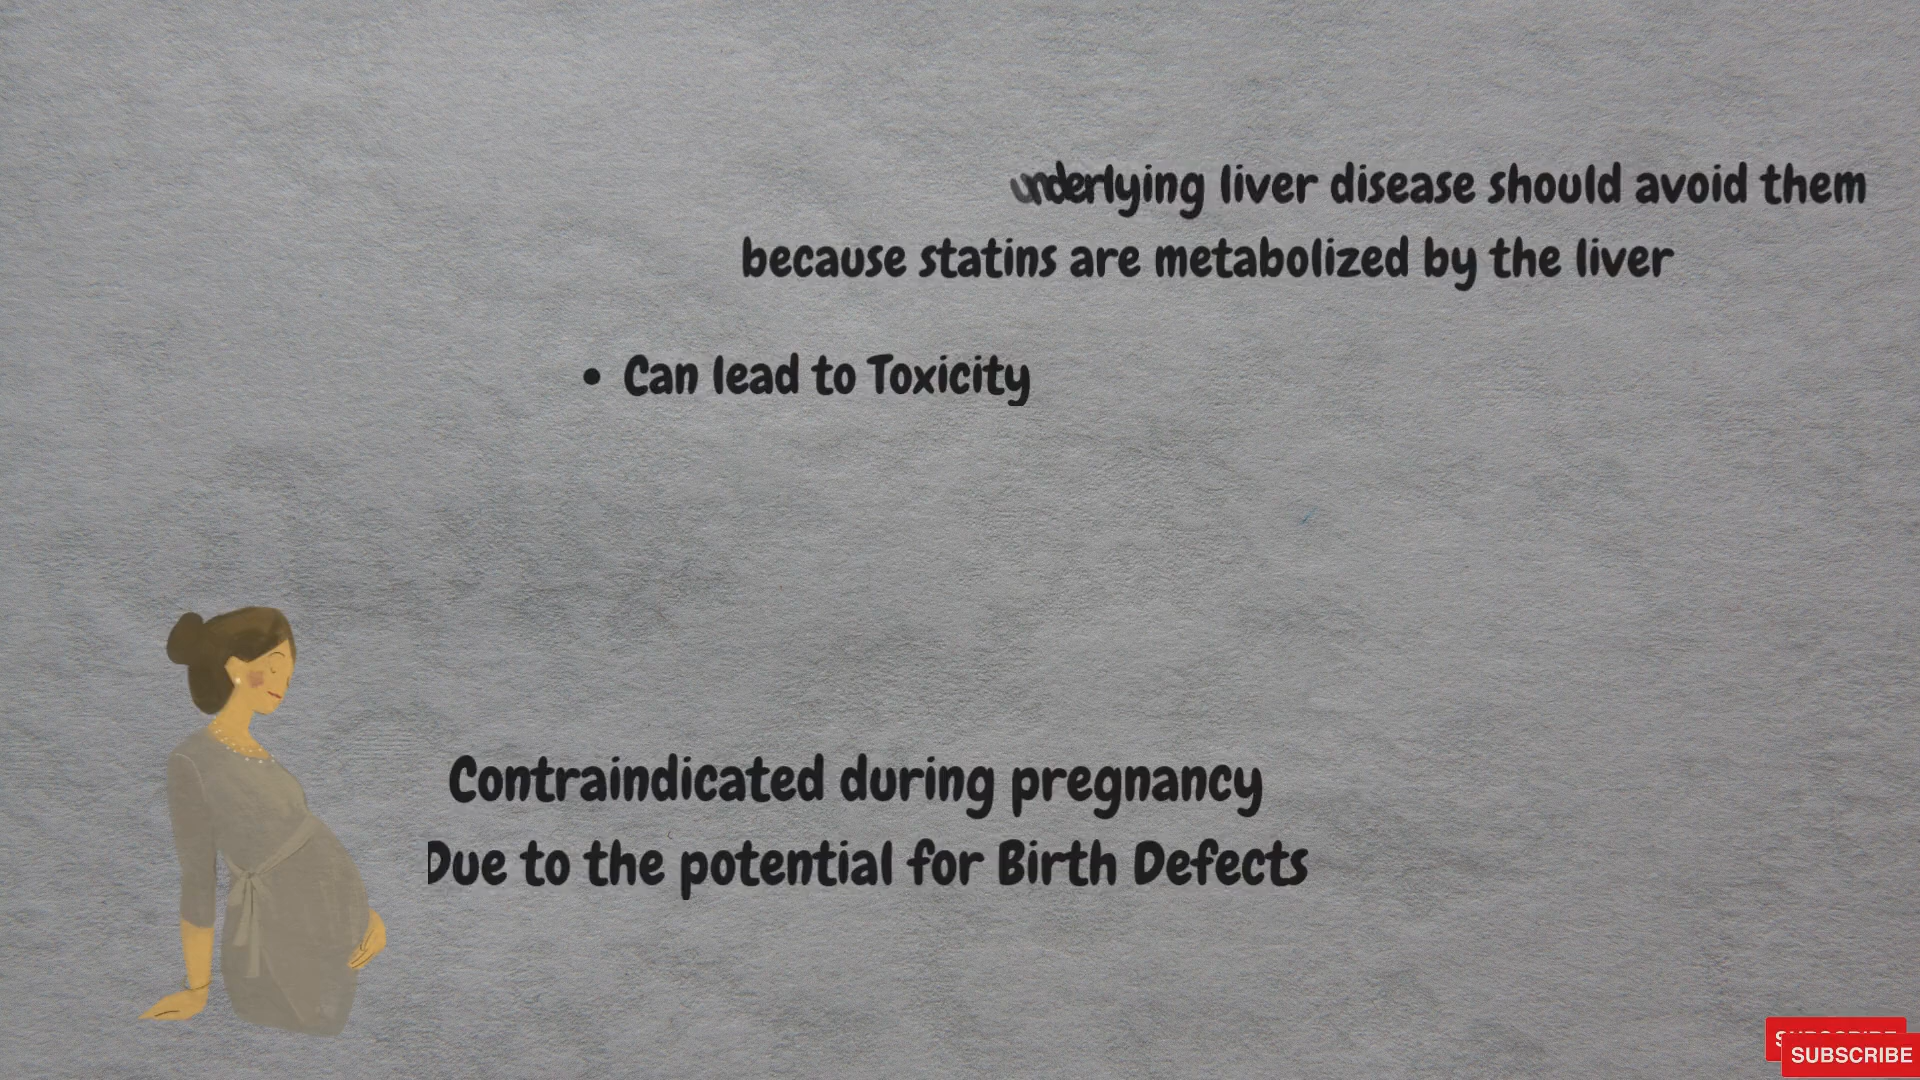 underlying liver disease should avoid them
because statins are metabolized by the liver
• Can lead to Toxicity
Contraindicated during pregnancy
Due to the potential for Birth Defects
SUBSCRIBE
SUBSCRIBE